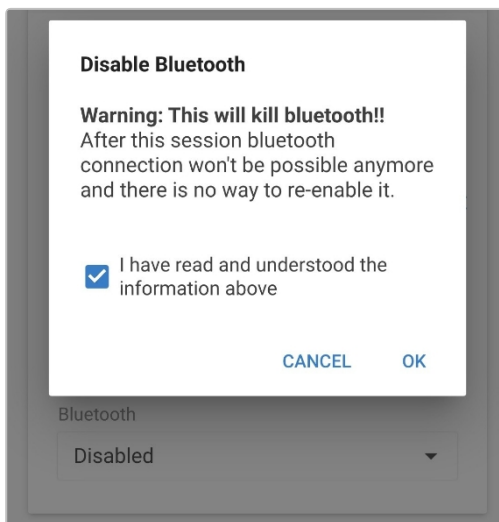 Disable Bluetooth
Warning: This will kill bluetooth!!
After this session bluetooth
connection won't be possible anymore
and there is no way to re-enable it.
I have read and understood the
information above
CANCEL OK
Bluetooth
Disabled